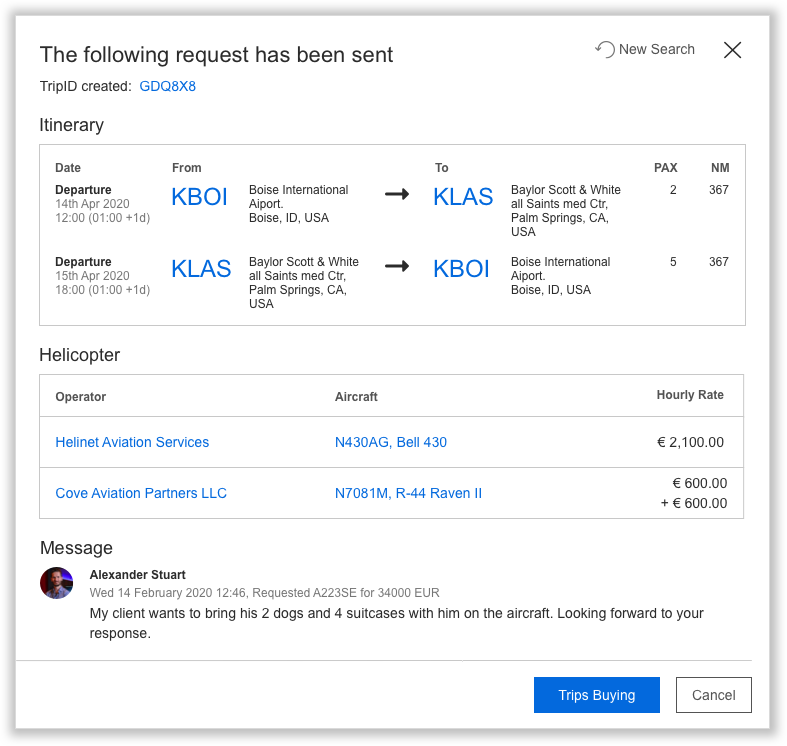 The following request has been sent
New Search
TripID created: GDQ8X8
Itinerary
Date From To PAX NM
Departure
14th Apr 2020
12:00 (01:00 +1d)
KBOI
Boise International
Aiport.
Boise, ID, USA
KLAS
Baylor Scott & White
all Saints med Ctr,
Palm Springs, CA,
USA
2
367
Departure
15th Apr 2020
18:00 (01:00 +1d)
KLAS
Baylor Scott & White
all Saints med Ctr,
Palm Springs, CA,
USA
KBOI
Boise International
Aiport.
Boise, ID, USA
5
367
Helicopter
Operator Aircraft Hourly Rate
Helinet Aviation Services N430AG, Bell 430 € 2,100.00
Cove Aviation Partners LLC N7081M, R-44 Raven II
€ 600.00
+ € 600.00
Message
Alexander Stuart
Wed 14 February 2020 12:46, Requested A223SE for 34000 EUR
My client wants to bring his 2 dogs and 4 suitcases with him on the aircraft. Looking forward to your
response.
Trips Buying
Cancel